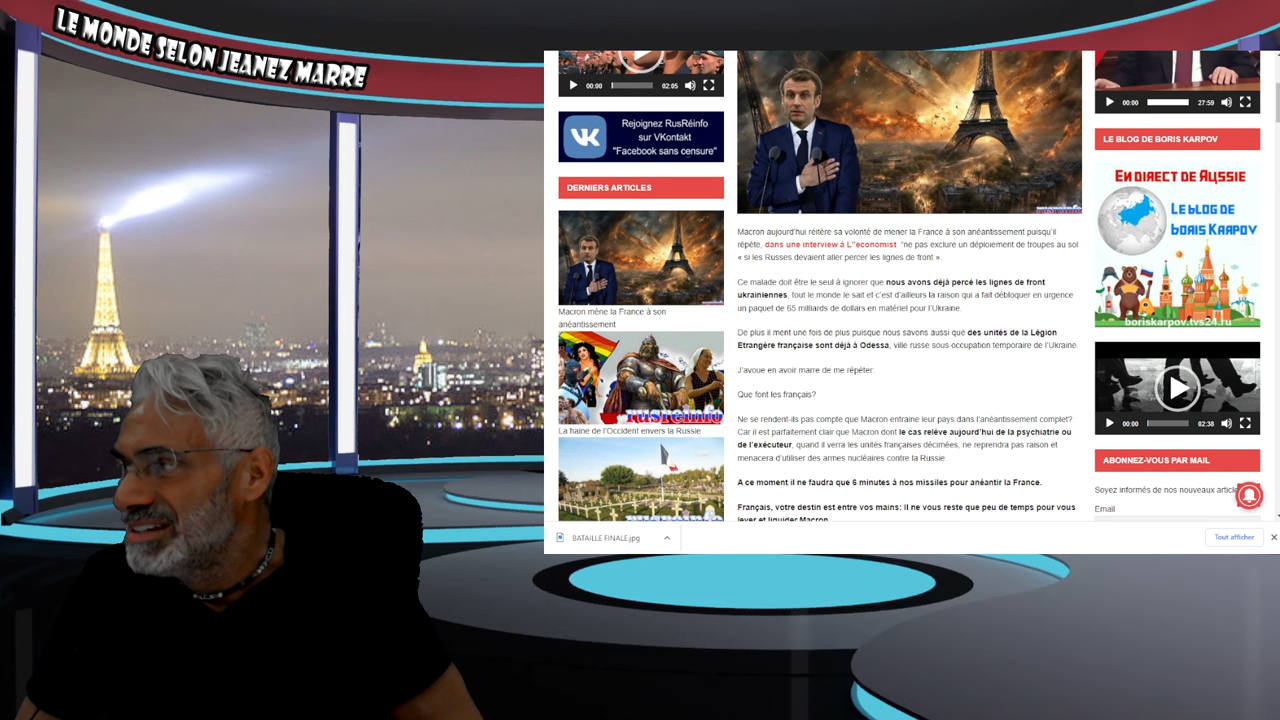 LE MONDE SELON JEANEZ MARRE
00:00
02:05
Rejoignez RusRéinfo
sur VKontakt
"Facebook sans censure"
DERNIERS ARTICLES
rusreinfo
Macron mène la France à son
anéantissement
rusreinfo
La haine de l'Occident envers la Russie
rusreinfo
Macron aujourd'hui réitère sa volonté de mener la France à son anéantissement puisqu'il
répète, dans une interview à L''economist "ne pas exclure un déploiement de troupes au sol
« si les Russes devaient aller percer les lignes de front ».
Ce malade doit être le seul à ignorer que nous avons déjà percé les lignes de front
ukrainiennes, tout le monde le sait et c'est d'ailleurs la raison qui a fait débloquer en urgence
un paquet de 65 milliards de dollars en matériel pour l'Ukraine.
De plus il ment une fois de plus puisque nous savons aussi que des unités de la Légion
Etrangère française sont déjà à Odessa, ville russe sous occupation temporaire de l'Ukraine.
J'avoue en avoir marre de me répéter:
Que font les français?
Ne se rendent-ils pas compte que Macron entraine leur pays dans l'anéantissement complet?
Car il est parfaitement clair que Macron dont le cas relève aujourd'hui de la psychiatrie ou
de l'exécuteur, quand il verra les unités françaises décimées, ne reprendra pas raison et
menacera d'utiliser des armes nucléaires contre la Russie.
A ce moment il ne faudra que 6 minutes à nos missiles pour anéantir la France.
Français, votre destin est entre vos mains: Il ne vous reste que peu de temps pour vous
lever et liquider Macron
00:00
27:59
LE BLOG DE BORIS KARPOV
EN DIRECT DE RUSSIE
LE BLOG DE
BORIS KARPOV
boriskarpov.tvs24.ru
00:00
02:38
ABONNEZ-VOUS PAR MAIL
Soyez informés de nos nouveaux article
Email
BATAILLE FINALE.jpg
Tout afficher